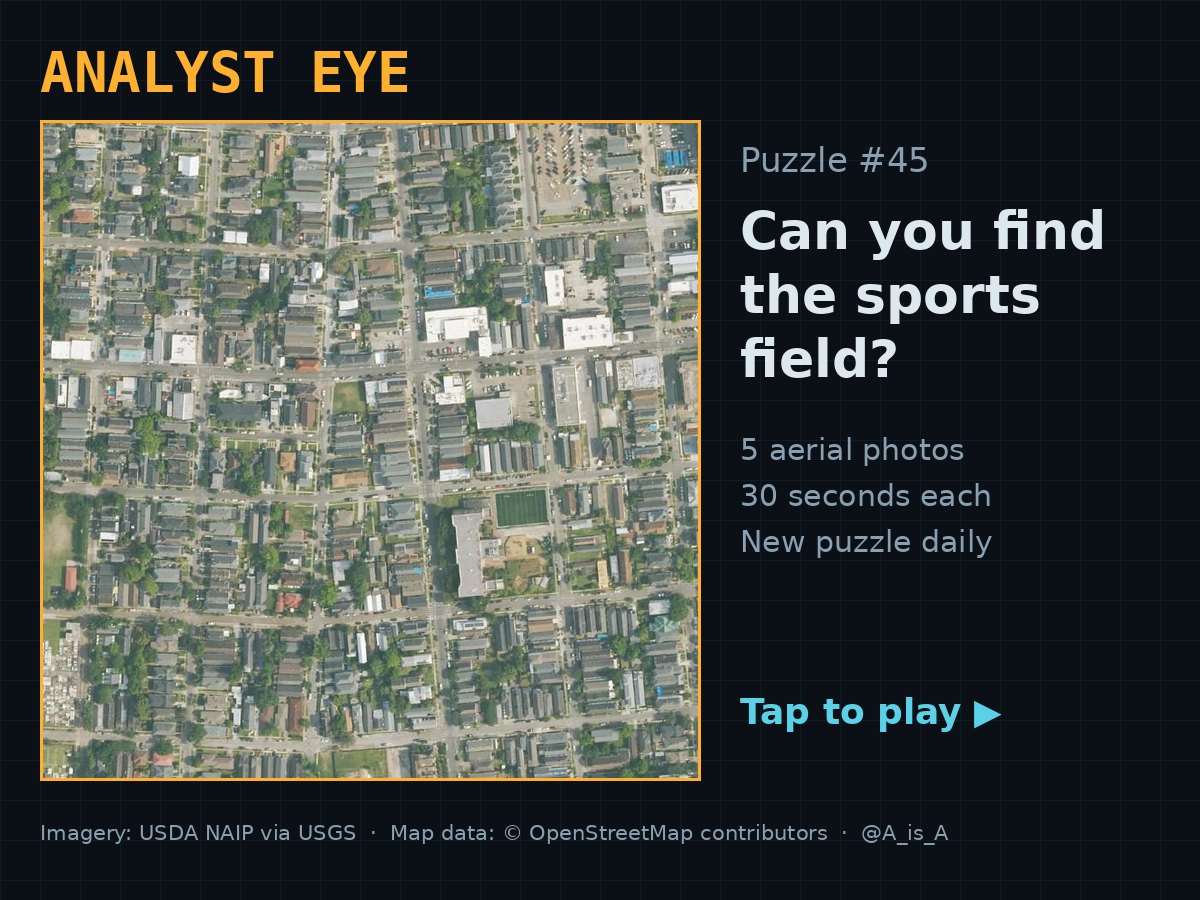 ANALYST EYE
Puzzle #45
Can you find
the sports
field?
5 aerial photos
30 seconds each
New puzzle daily
Tap to play ▶
Imagery: USDA NAIP via USGS · Map data: © OpenStreetMap contributors · @A_is_A